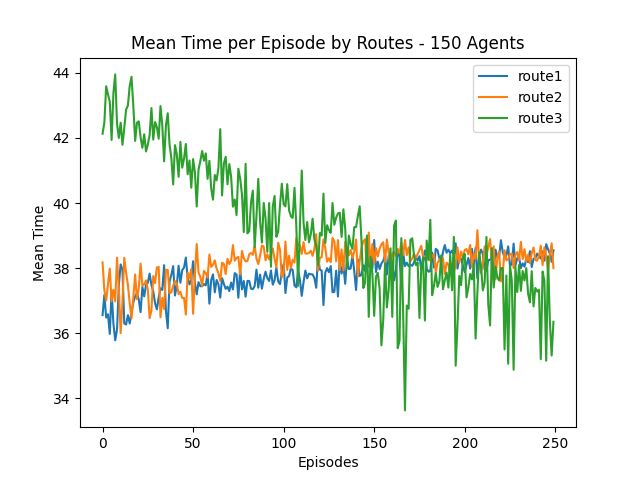 Mean Time per Episode by Routes - 150 Agents
route1
route2
route3
Mean Time
44
42
40
38
36
34
0
50
100
150
200
250
Episodes